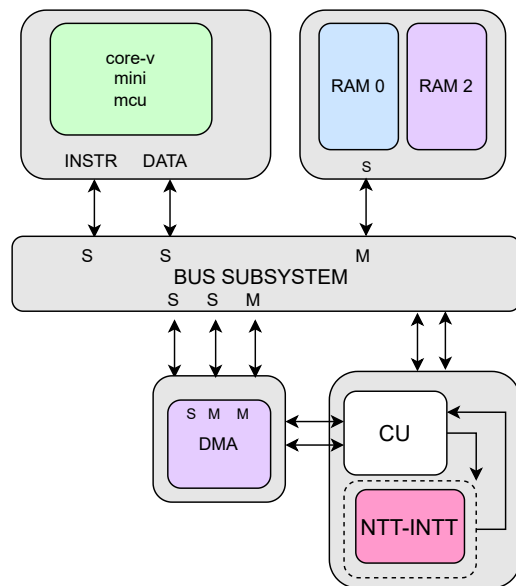 core-v
mini
mcu
RAM 0
RAM 2
INSTR
DATA
S
S
S
M
BUS SUBSYSTEM
S
S
M
S
M
M
DMA
CU
NTT-INTT